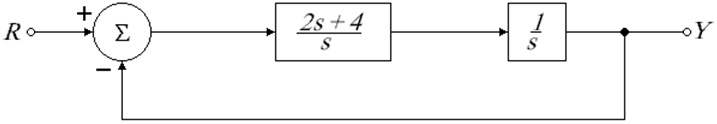 R + Σ − 2s + 4 1 Y
s s